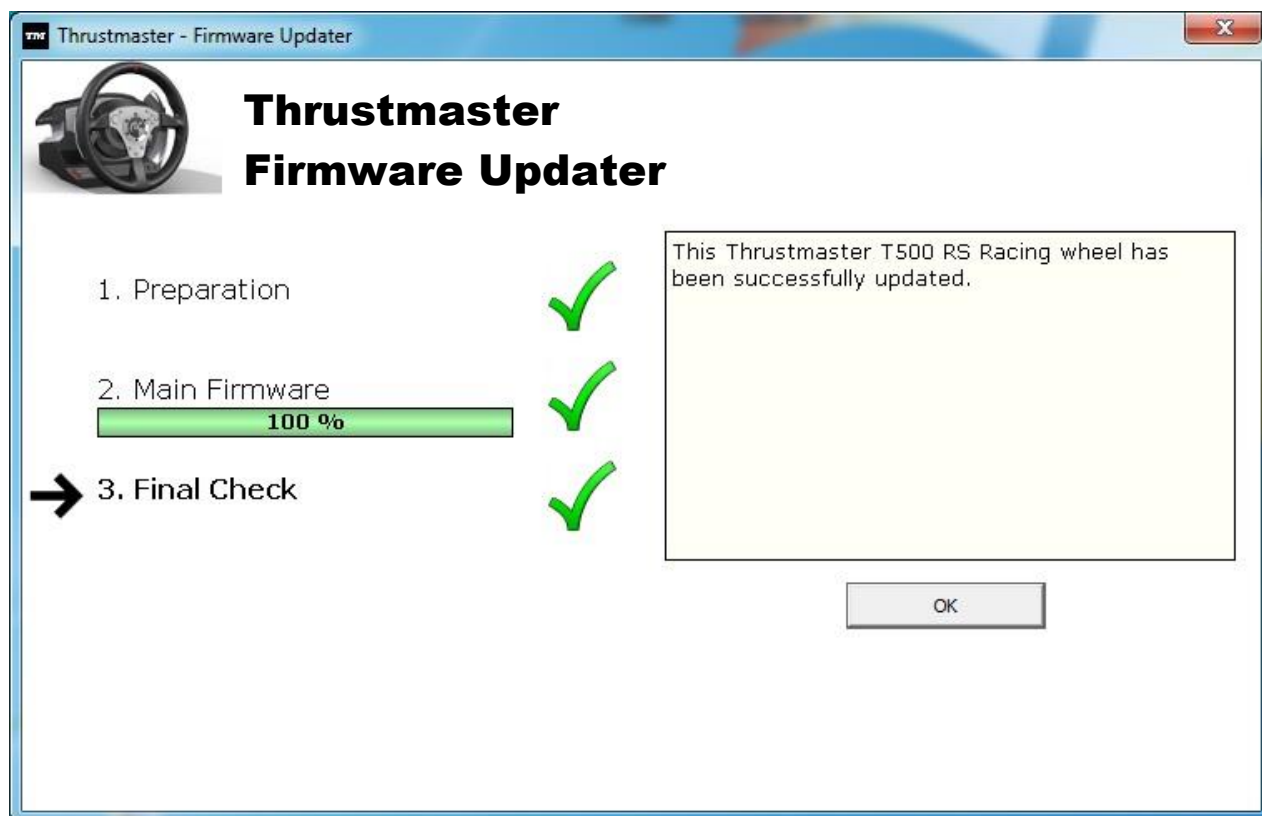 TM Thrustmaster - Firmware Updater
X
Thrustmaster
Firmware Updater
1. Preparation
2. Main Firmware
100 %
3. Final Check
This Thrustmaster T500 RS Racing wheel has
been successfully updated.
OK